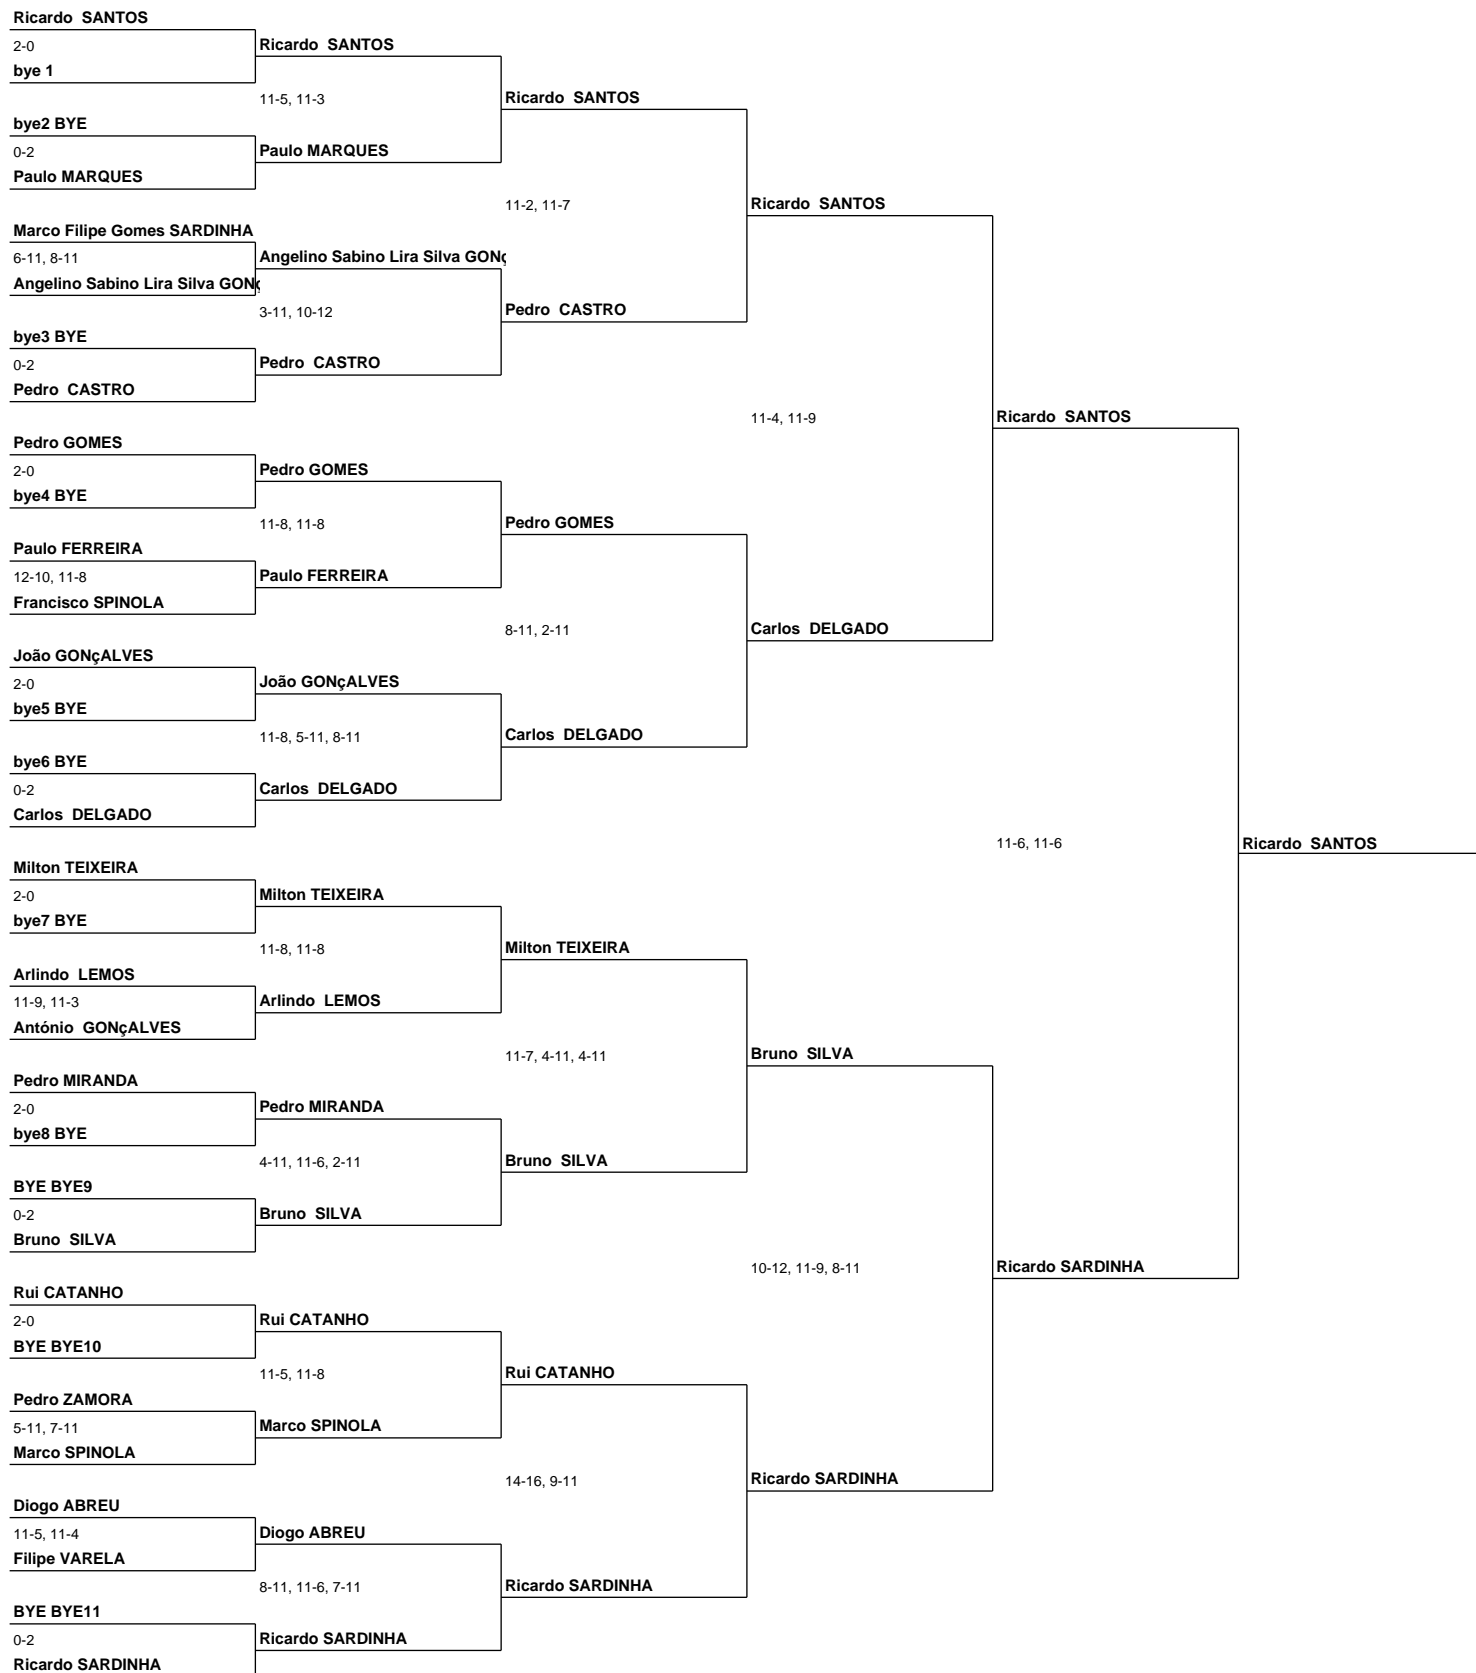 Ricardo  SANTOS
2-0
bye 1
bye2 BYE
0-2
Paulo MARQUES
Marco Filipe Gomes SARDINHA
6-11, 8-11
Angelino Sabino Lira Silva GONç
bye3 BYE
0-2
Pedro  CASTRO
Pedro GOMES
2-0
bye4 BYE
Paulo FERREIRA
12-10, 11-8
Francisco SPINOLA
João GONçALVES
2-0
bye5 BYE
bye6 BYE
0-2
Carlos  DELGADO
Milton TEIXEIRA
2-0
bye7 BYE
Arlindo  LEMOS
11-9, 11-3
António  GONçALVES
Pedro MIRANDA
2-0
bye8 BYE
BYE BYE9
0-2
Bruno  SILVA
Rui CATANHO
2-0
BYE BYE10
Pedro ZAMORA
5-11, 7-11
Marco SPINOLA
Diogo ABREU
11-5, 11-4
Filipe VARELA
BYE BYE11
0-2
Ricardo SARDINHA
Ricardo  SANTOS
11-5, 11-3
Paulo MARQUES
Angelino Sabino Lira Silva GONç
3-11, 10-12
Pedro  CASTRO
Pedro GOMES
11-8, 11-8
Paulo FERREIRA
João GONçALVES
11-8, 5-11, 8-11
Carlos  DELGADO
Milton TEIXEIRA
11-8, 11-8
Arlindo  LEMOS
Pedro MIRANDA
4-11, 11-6, 2-11
Bruno  SILVA
Rui CATANHO
11-5, 11-8
Marco SPINOLA
Diogo ABREU
8-11, 11-6, 7-11
Ricardo SARDINHA
Ricardo  SANTOS
11-2, 11-7
Pedro  CASTRO
Pedro GOMES
8-11, 2-11
Carlos  DELGADO
Milton TEIXEIRA
11-7, 4-11, 4-11
Bruno  SILVA
Rui CATANHO
14-16, 9-11
Ricardo SARDINHA
Ricardo  SANTOS
11-4, 11-9
Carlos  DELGADO
Bruno  SILVA
10-12, 11-9, 8-11
Ricardo SARDINHA
Ricardo  SANTOS
11-6, 11-6
Ricardo SARDINHA
Ricardo  SANTOS